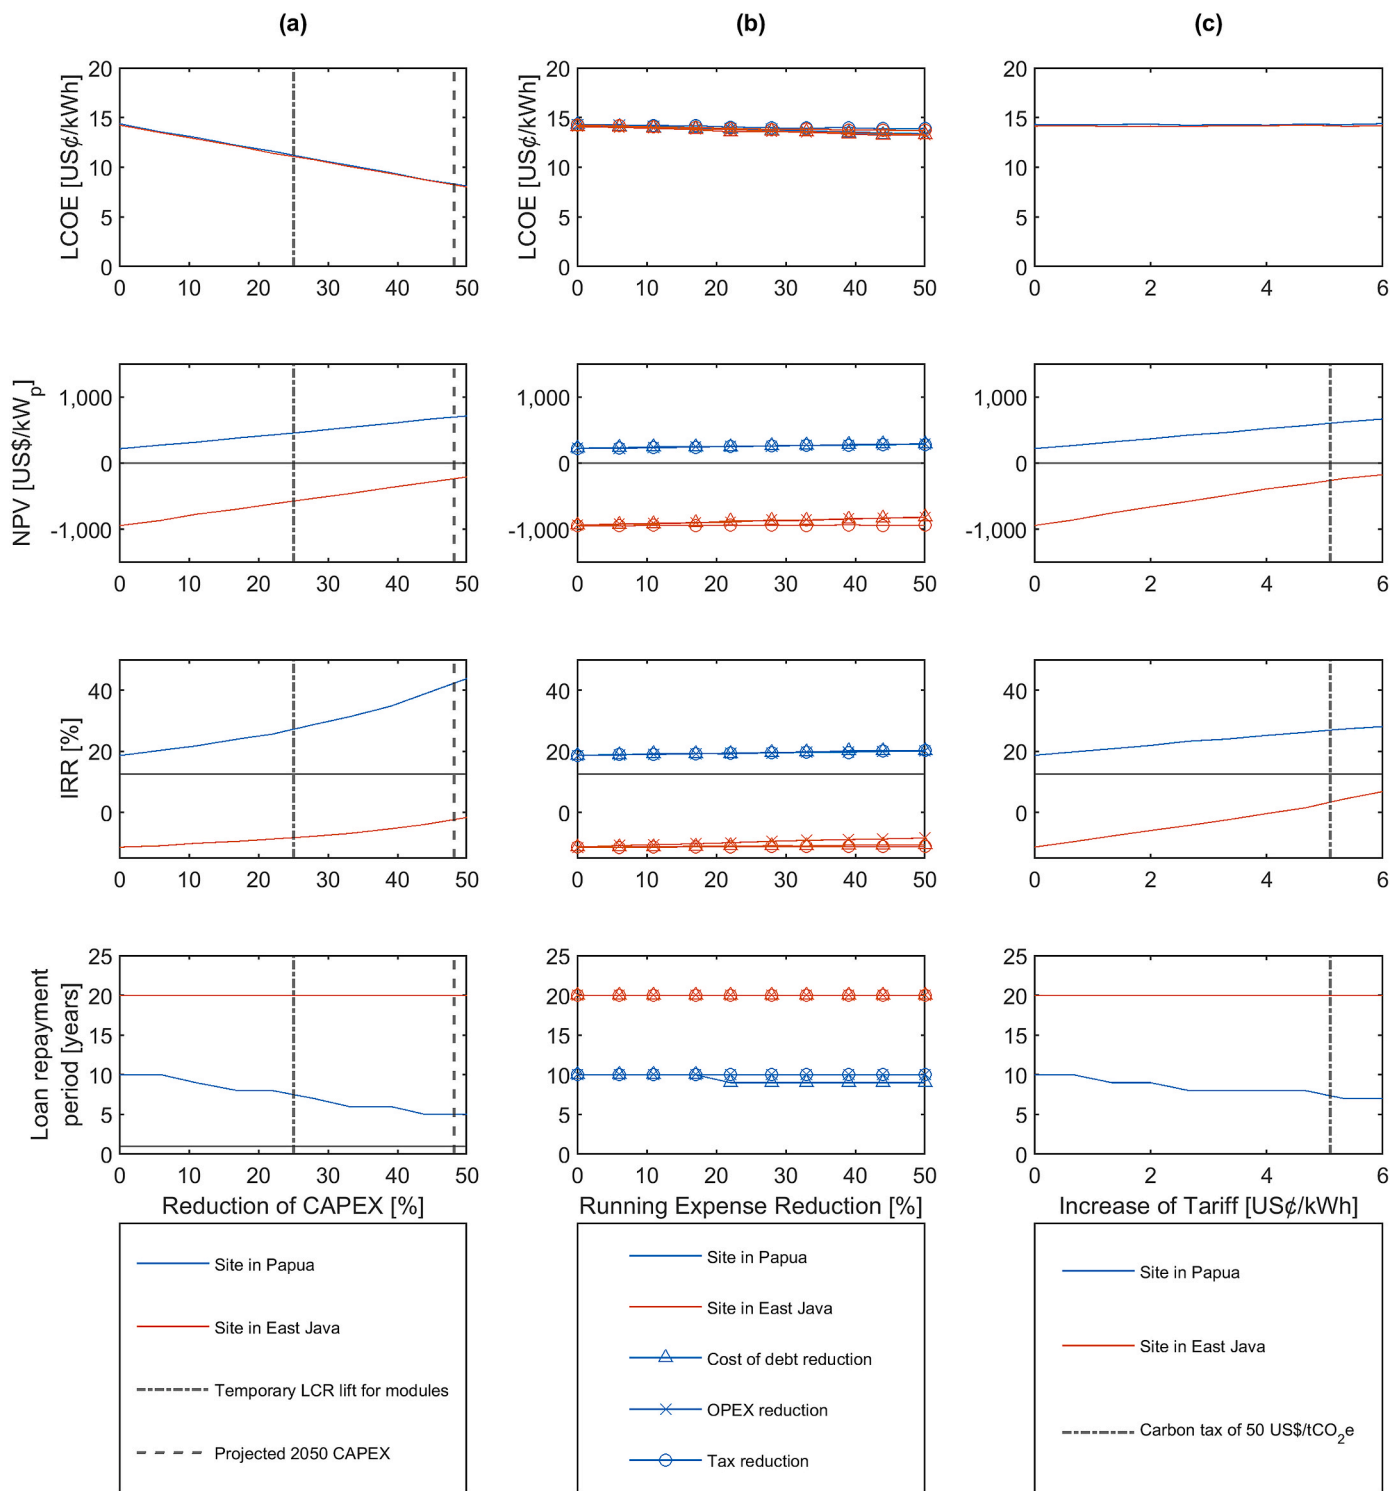 (a)
(b)
(c)
LCOE [US₵/kWh]
20
15
10
5
0
0 10 20 30 40 50
LCOE [US₵/kWh]
20
15
10
5
0
0 10 20 30 40 50
20
15
10
5
0
0 2 4 6
NPV [US$/kWp]
1,000
0
-1,000
0 10 20 30 40 50
1,000
0
-1,000
0 10 20 30 40 50
1,000
0
-1,000
0 2 4 6
IRR [%]
40
20
0
0 10 20 30 40 50
40
20
0
0 10 20 30 40 50
40
20
0
0 2 4 6
Loan repayment
period [years]
25
20
15
10
5
0
0 10 20 30 40 50
Reduction of CAPEX [%]
25
20
15
10
5
0
0 10 20 30 40 50
Running Expense Reduction [%]
25
20
15
10
5
0
0 2 4 6
Increase of Tariff [US₵/kWh]
Site in Papua
Site in East Java
Temporary LCR lift for modules
Projected 2050 CAPEX
Site in Papua
Site in East Java
Cost of debt reduction
OPEX reduction
Tax reduction
Site in Papua
Site in East Java
Carbon tax of 50 US$/tCO₂e